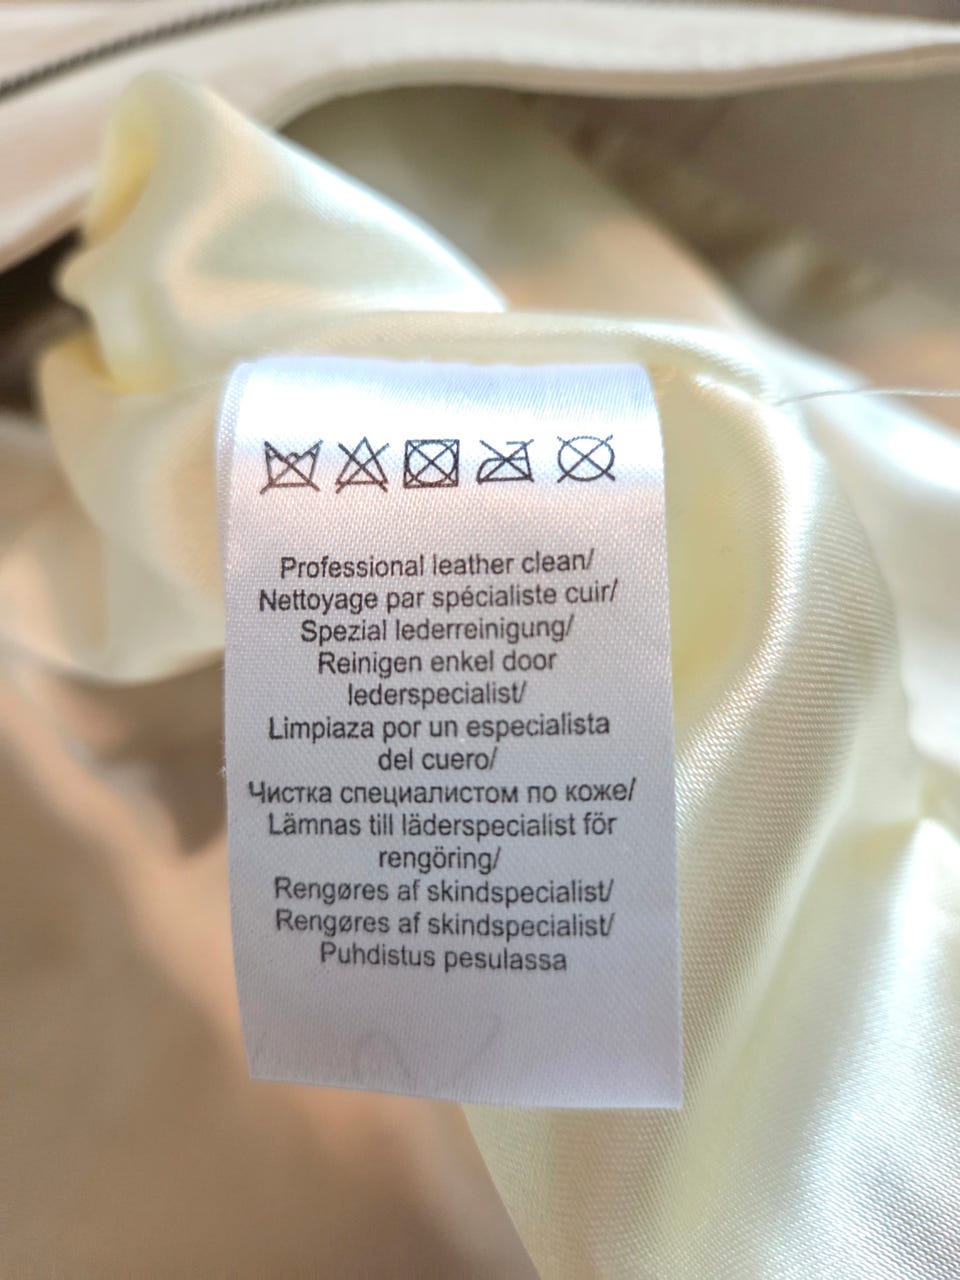 Professional leather clean/
Nettoyage par spécialiste cuir/
Spezial lederreinigung/
Reinigen enkel door
lederspecialist/
Limpiaza por un especialista
del cuero/
Чистка специалистом по коже/
Lämnas till läderspecialist för
rengöring/
Rengøres af skindspecialist/
Rengøres af skindspecialist/
Puhdistus pesulassa